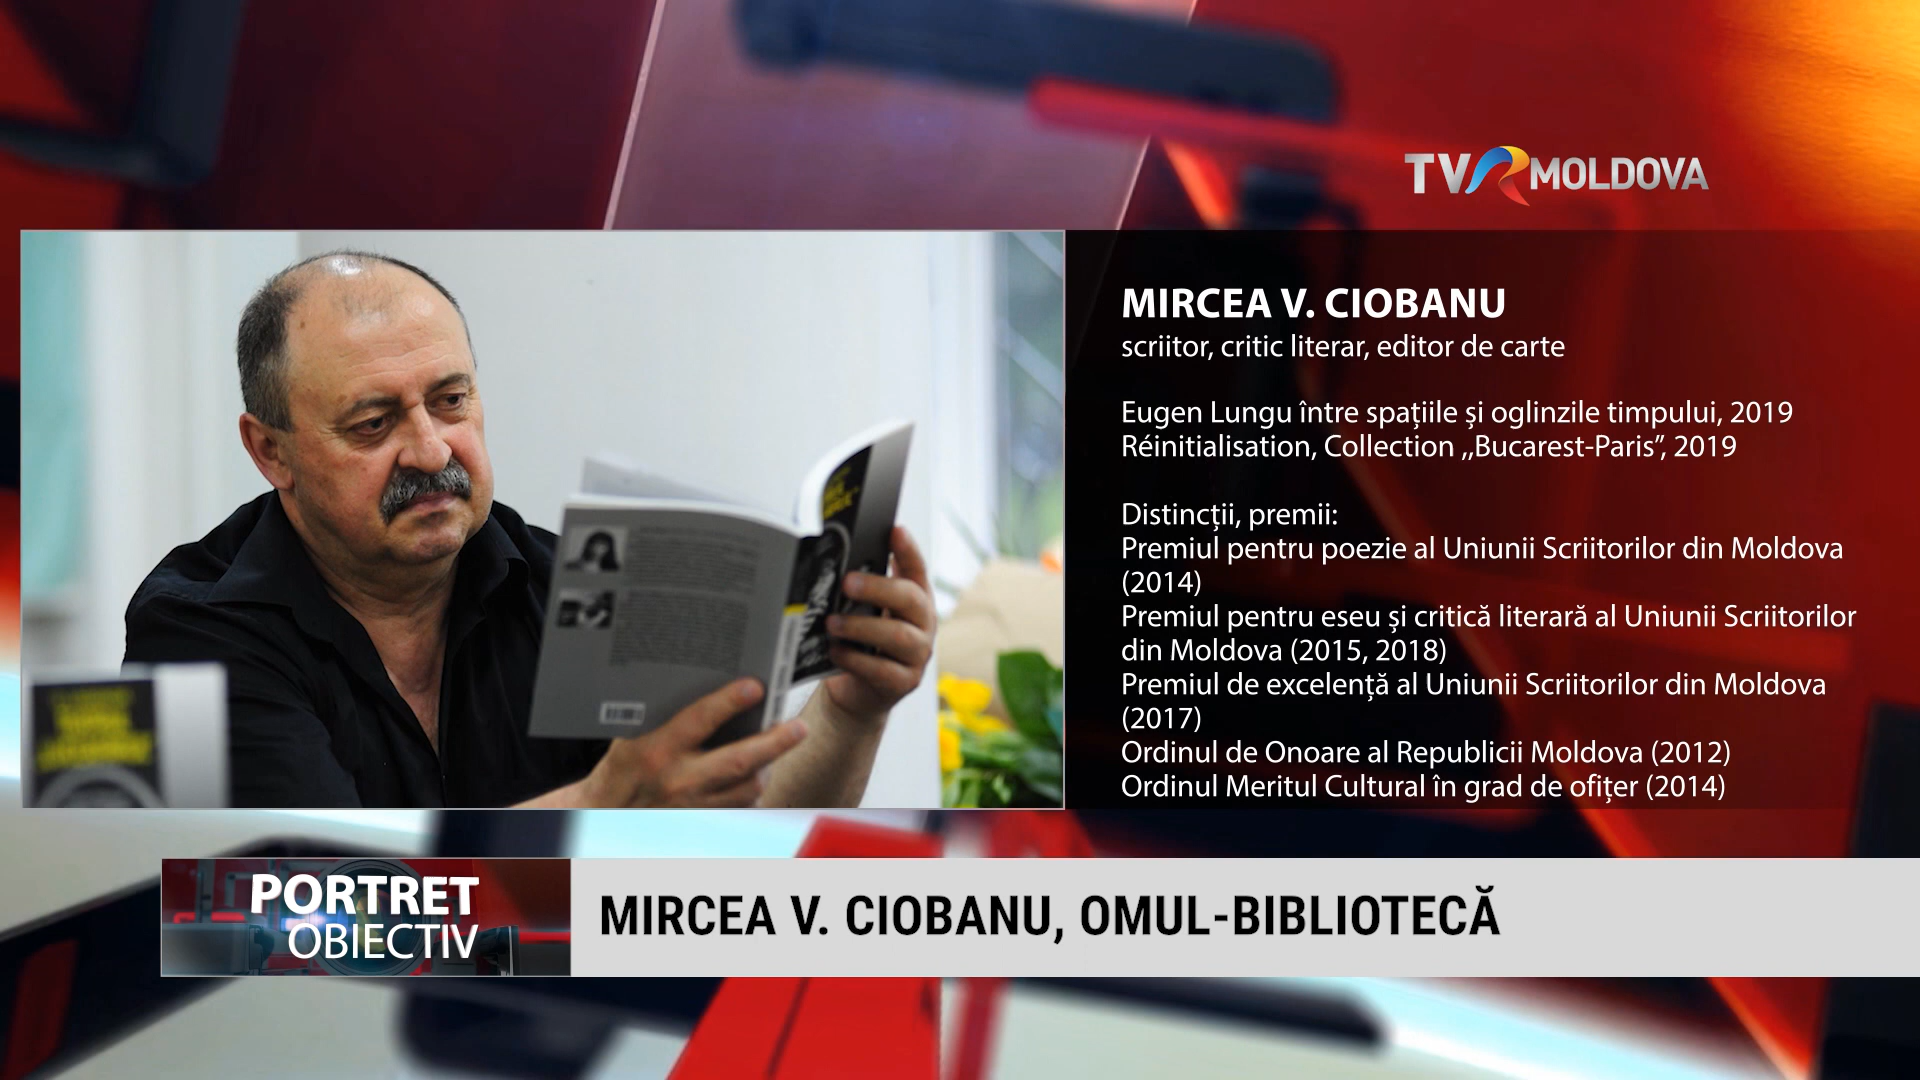 TVR MOLDOVA
MIRCEA V. CIOBANU
scriitor, critic literar, editor de carte
Eugen Lungu între spațiile și oglinzile timpului, 2019
Réinitialisation, Collection ,,Bucarest-Paris”, 2019
Distincții, premii:
Premiul pentru poezie al Uniunii Scriitorilor din Moldova
(2014)
Premiul pentru eseu și critică literară al Uniunii Scriitorilor
din Moldova (2015, 2018)
Premiul de excelență al Uniunii Scriitorilor din Moldova
(2017)
Ordinul de Onoare al Republicii Moldova (2012)
Ordinul Meritul Cultural în grad de ofițer (2014)
PORTRET
OBIECTIV
MIRCEA V. CIOBANU, OMUL-BIBLIOTECĂ